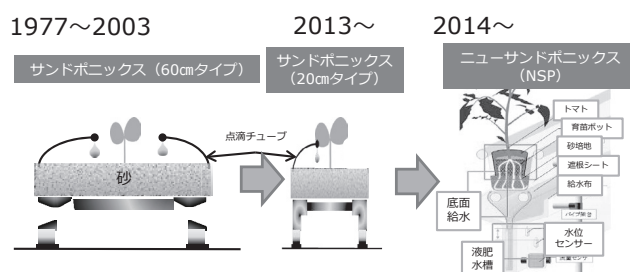 1977～2003
2013～
2014～
サンドポニックス（60㎝タイプ）
サンドポニックス
（20㎝タイプ）
ニューサンドポニックス
（NSP）
点滴チューブ
砂
トマト
育苗ポット
砂培地
遮根シート
給水布
底面
給水
水位
センサー
液肥
水槽